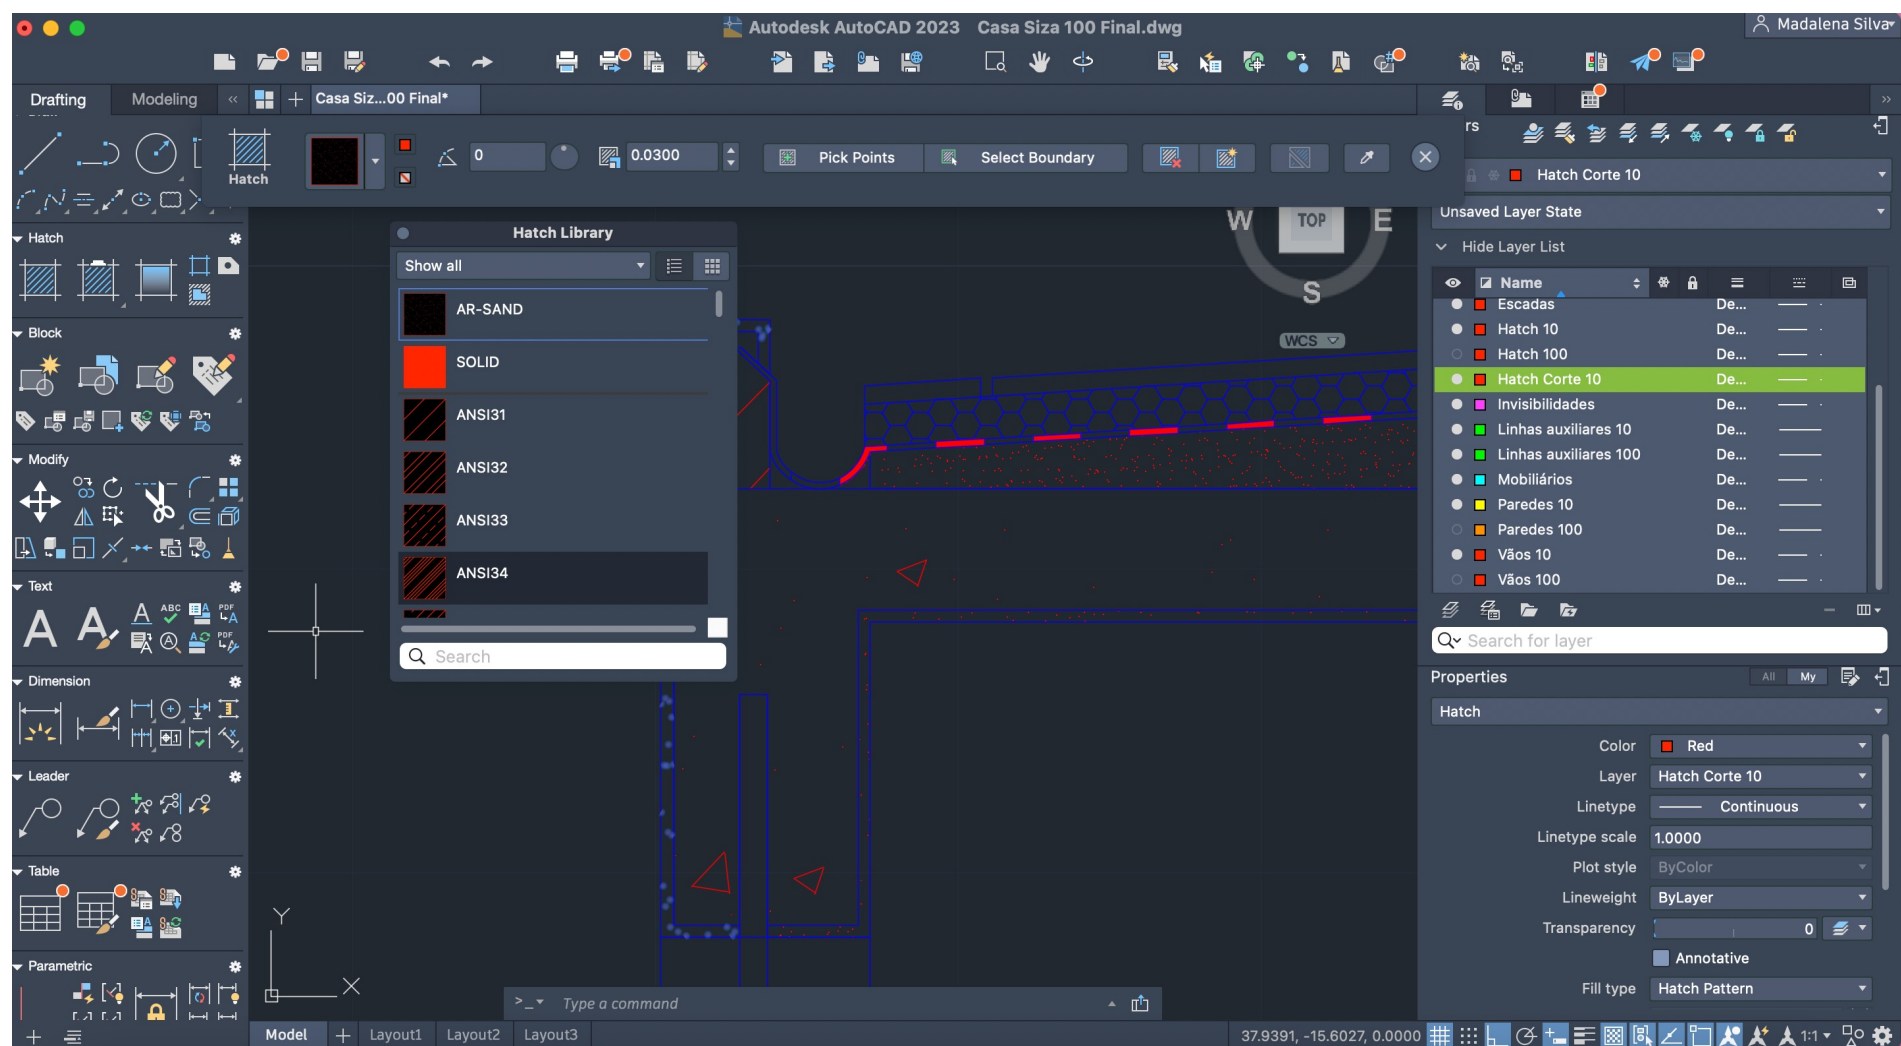 Autodesk AutoCAD 2023 Casa Siza 100 Final.dwg
Madalena Silva
Drafting
Modeling
Casa Siz...00 Final*
Hatch
0
0.0300
Pick Points
Select Boundary
Hatch Corte 10
Unsaved Layer State
Hide Layer List
Name
Escadas De...
Hatch 10 De...
Hatch 100 De...
Hatch Corte 10 De...
Invisibilidades De...
Linhas auxiliares 10 De...
Linhas auxiliares 100 De...
Mobiliários De...
Paredes 10 De...
Paredes 100 De...
Vãos 10 De...
Vãos 100 De...
Search for layer
Properties
All
My
Hatch
Color Red
Layer Hatch Corte 10
Linetype Continuous
Linetype scale 1.0000
Plot style ByColor
Lineweight ByLayer
Transparency 0
Annotative
Fill type Hatch Pattern
Hatch
Block
Modify
Text
A A A ABC A PDF
A A A PDF
Dimension
Leader
Table
Parametric
Hatch Library
Show all
AR-SAND
SOLID
ANSI31
ANSI32
ANSI33
ANSI34
Search
W TOP E
S
WCS
Y
X
>_ Type a command
Model
Layout1
Layout2
Layout3
37.9391, -15.6027, 0.0000
1:1